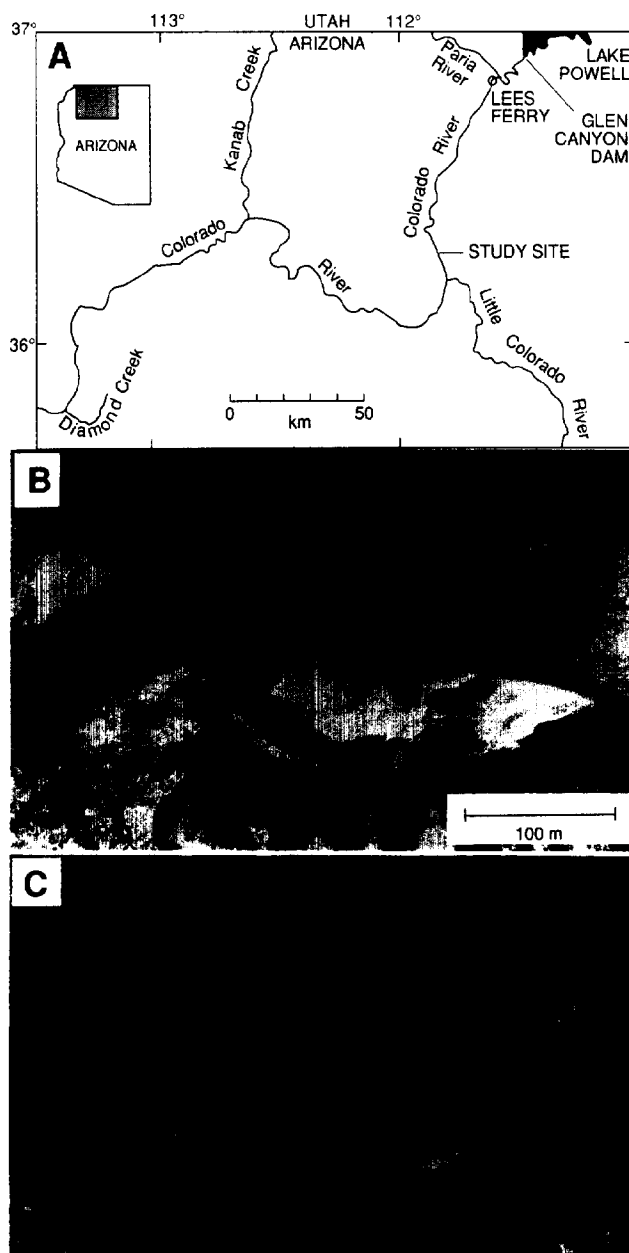 A
113°
UTAH
112°
37°
ARIZONA
Kanab Creek
Paria River
LAKE
POWELL
LEES
FERRY
GLEN
CANYON
DAM
ARIZONA
Colorado River
STUDY SITE
Colorado River
Little Colorado River
36°
Diamond Creek
0
50
km
B
100 m
C